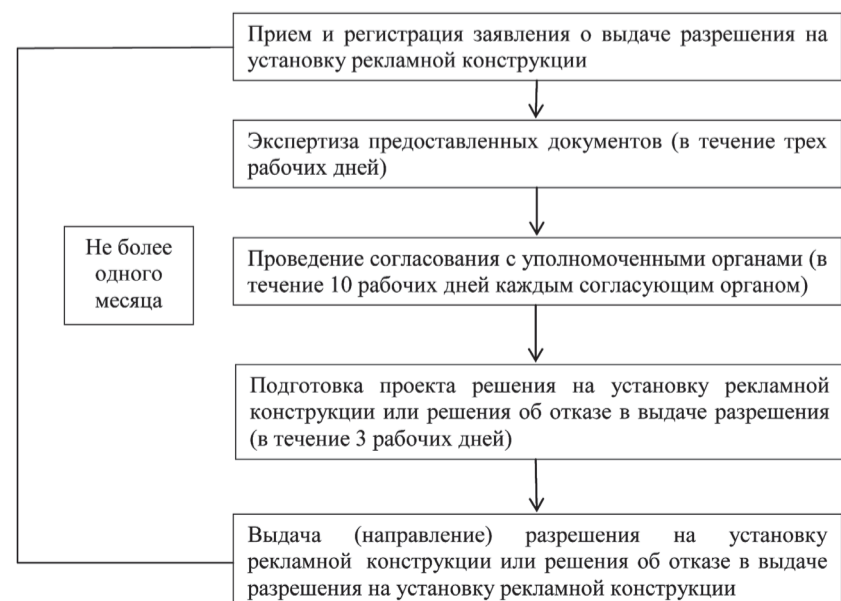 Прием и регистрация заявления о выдаче разрешения на
установку рекламной конструкции
Экспертиза предоставленных документов (в течение трех
рабочих дней)
Не более
одного
месяца
Проведение согласования с уполномоченными органами (в
течение 10 рабочих дней каждым согласующим органом)
Подготовка проекта решения на установку рекламной
конструкции или решения об отказе в выдаче разрешения
(в течение 3 рабочих дней)
Выдача (направление) разрешения на установку
рекламной конструкции или решения об отказе в выдаче
разрешения на установку рекламной конструкции